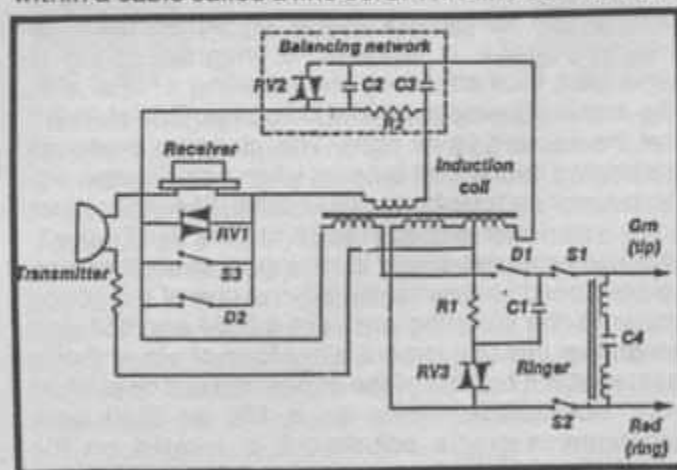 Balancing network
RV2
C2
C3
R2
Receiver
Induction
coil
RV1
Transmitter
S3
D2
D1
S1
Grn
(tip)
R1
C1
C4
RV3
Ringer
S2
Red
(ring)